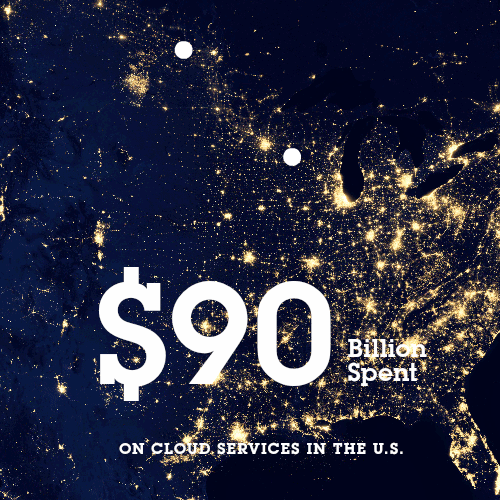 $90
Billion
Spent
ON CLOUD SERVICES IN THE U.S.